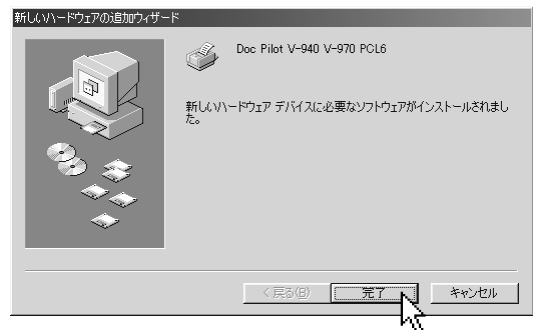 新しいハードウェアの追加ウィザード
Doc Pilot V-940 V-970 PCL6
新しいハードウェア デバイスに必要なソフトウェアがインストールされまし
た。
< 戻る(B)
完了
キャンセル